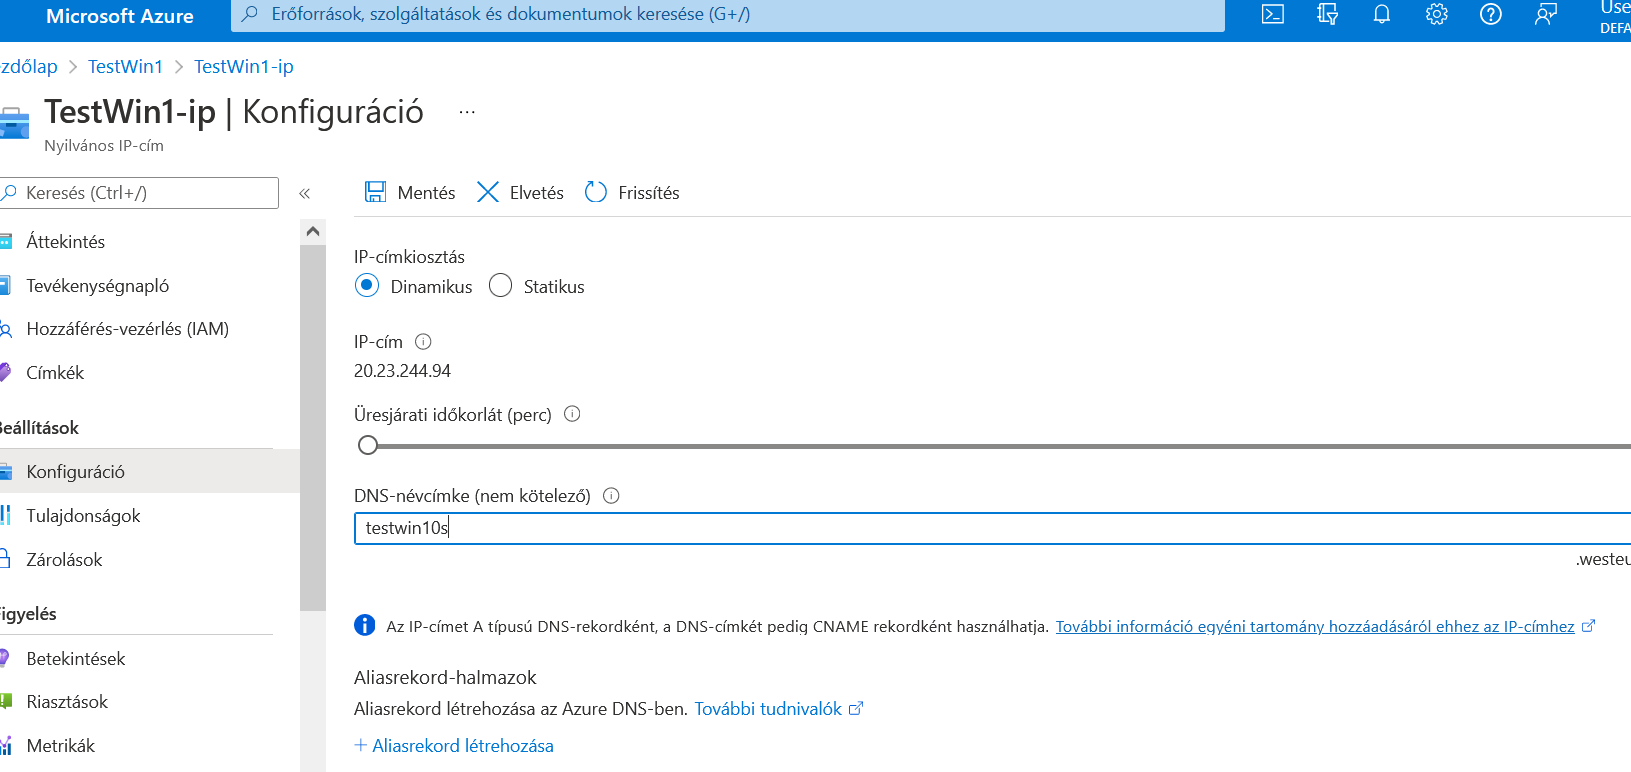 Microsoft Azure
Erőforrások, szolgáltatások és dokumentumok keresése (G+/)
Use
DEFA
ezdőlap > TestWin1 > TestWin1-ip
TestWin1-ip | Konfiguráció ...
Nyilvános IP-cím
Keresés (Ctrl+/)
«
Mentés
Elvetés
Frissítés
Áttekintés
Tevékenységnapló
Hozzáférés-vezérlés (IAM)
Címkék
Beállítások
Konfiguráció
Tulajdonságok
Zárolások
Figyelés
Betekintések
Riasztások
Metrikák
IP-címkiosztás
Dinamikus
Statikus
IP-cím
20.23.244.94
Üresjárati időkorlát (perc)
DNS-névcímke (nem kötelező)
testwin10s
.westeu
Az IP-címet A típusú DNS-rekordként, a DNS-címkét pedig CNAME rekordként használhatja. További információ egyéni tartomány hozzáadásáról ehhez az IP-címhez
Aliasrekord-halmazok
Aliasrekord létrehozása az Azure DNS-ben. További tudnivalók
+ Aliasrekord létrehozása